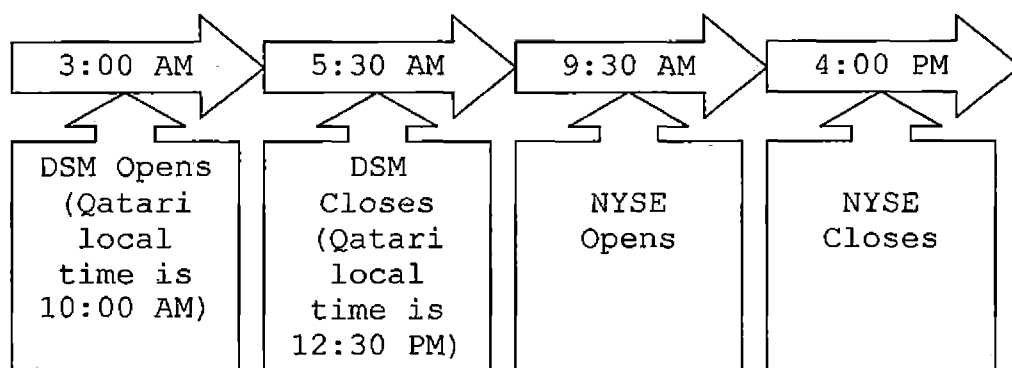 3:00 AM
5:30 AM
9:30 AM
4:00 PM
DSM Opens
(Qatari
local
time is
10:00 AM)
DSM
Closes
(Qatari
local
time is
12:30 PM)
NYSE
Opens
NYSE
Closes